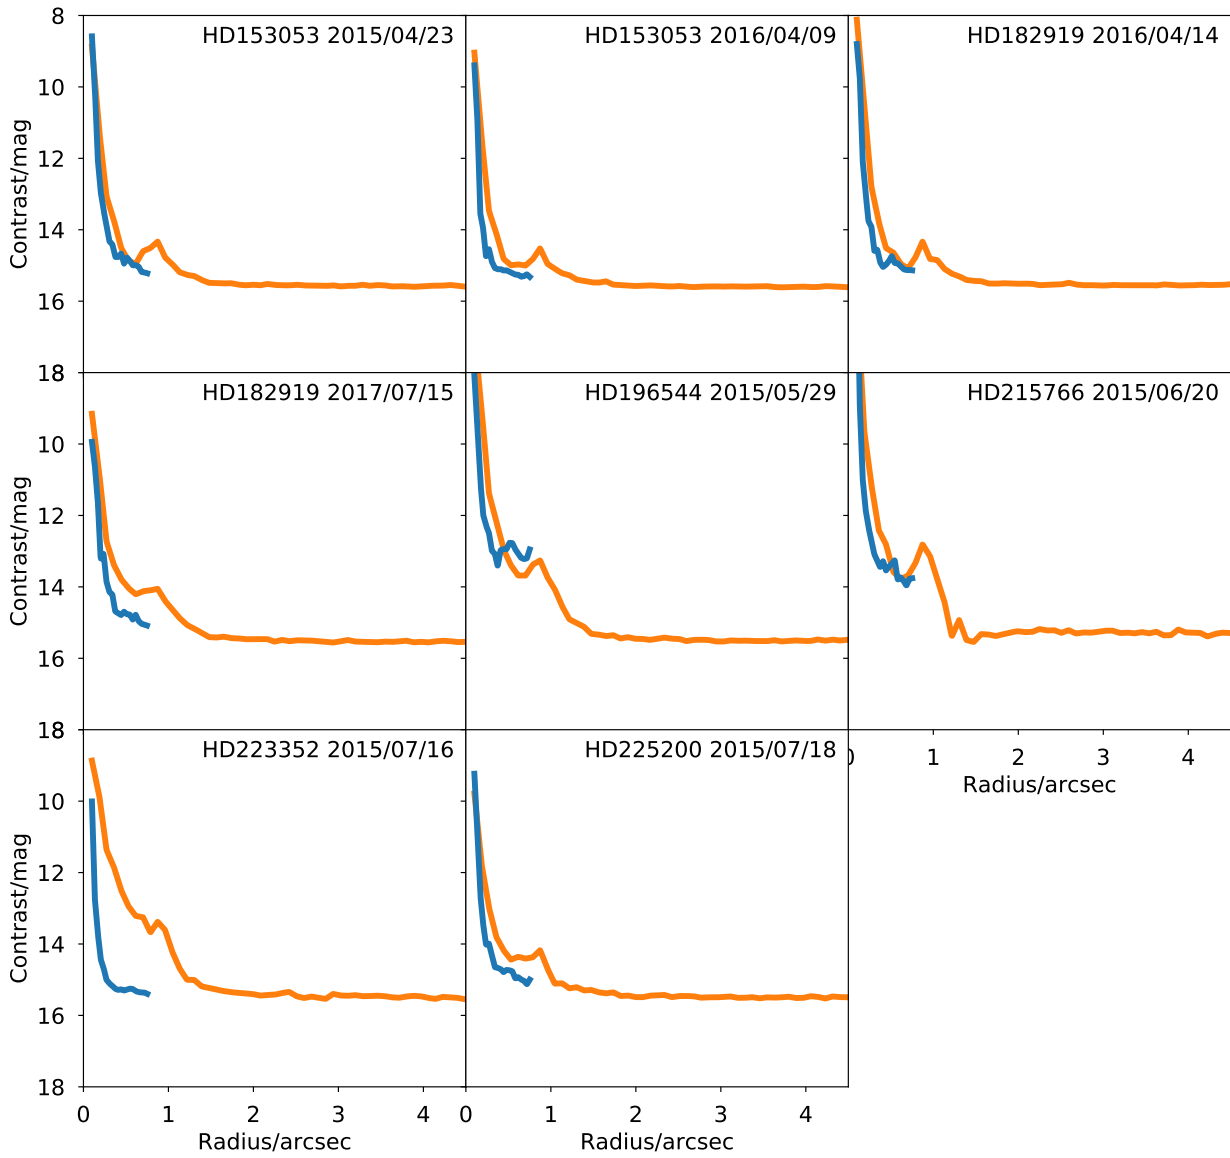 HD153053 2015/04/23
HD153053 2016/04/09
HD182919 2016/04/14
8
10
12
14
16
18
Contrast/mag
HD182919 2017/07/15
HD196544 2015/05/29
HD215766 2015/06/20
10
12
14
16
18
Contrast/mag
0 1 2 3 4
Radius/arcsec
HD223352 2015/07/16
HD225200 2015/07/18
10
12
14
16
18
Contrast/mag
0 1 2 3 4
0 1 2 3 4
Radius/arcsec
Radius/arcsec